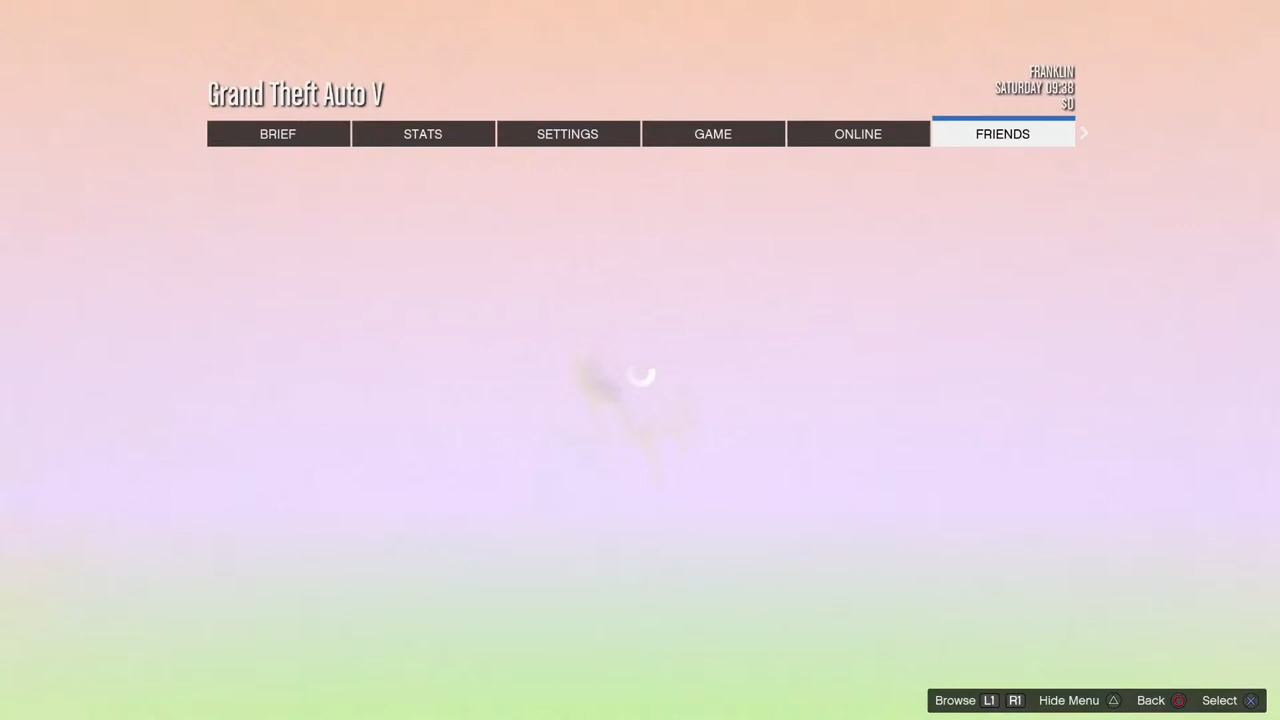 Grand Theft Auto V
FRANKLIN
SATURDAY 09:38
$0
BRIEF
STATS
SETTINGS
GAME
ONLINE
FRIENDS
Browse L1 R1 Hide Menu Back Select